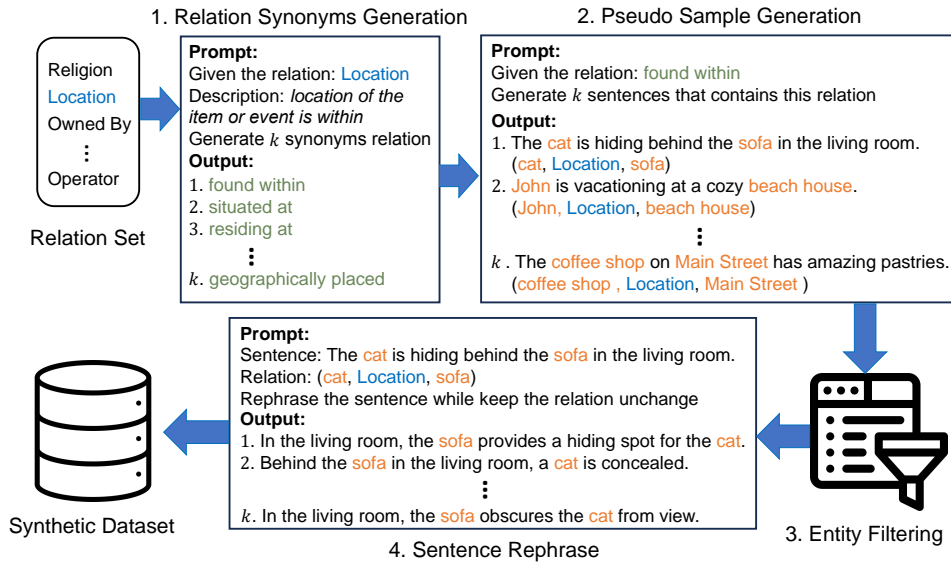 1. Relation Synonyms Generation
Religion
Location
Owned By
⋮
Operator
Relation Set
Prompt:
Given the relation: Location
Description: location of the
item or event is within
Generate k synonyms relation
Output:
1. found within
2. situated at
3. residing at
⋮
k. geographically placed
2. Pseudo Sample Generation
Prompt:
Given the relation: found within
Generate k sentences that contains this relation
Output:
1. The cat is hiding behind the sofa in the living room.
(cat, Location, sofa)
2. John is vacationing at a cozy beach house.
(John, Location, beach house)
⋮
k . The coffee shop on Main Street has amazing pastries.
(coffee shop , Location, Main Street )
3. Entity Filtering
Prompt:
Sentence: The cat is hiding behind the sofa in the living room.
Relation: (cat, Location, sofa)
Rephrase the sentence while keep the relation unchange
Output:
1. In the living room, the sofa provides a hiding spot for the cat.
2. Behind the sofa in the living room, a cat is concealed.
⋮
k. In the living room, the sofa obscures the cat from view.
4. Sentence Rephrase
Synthetic Dataset